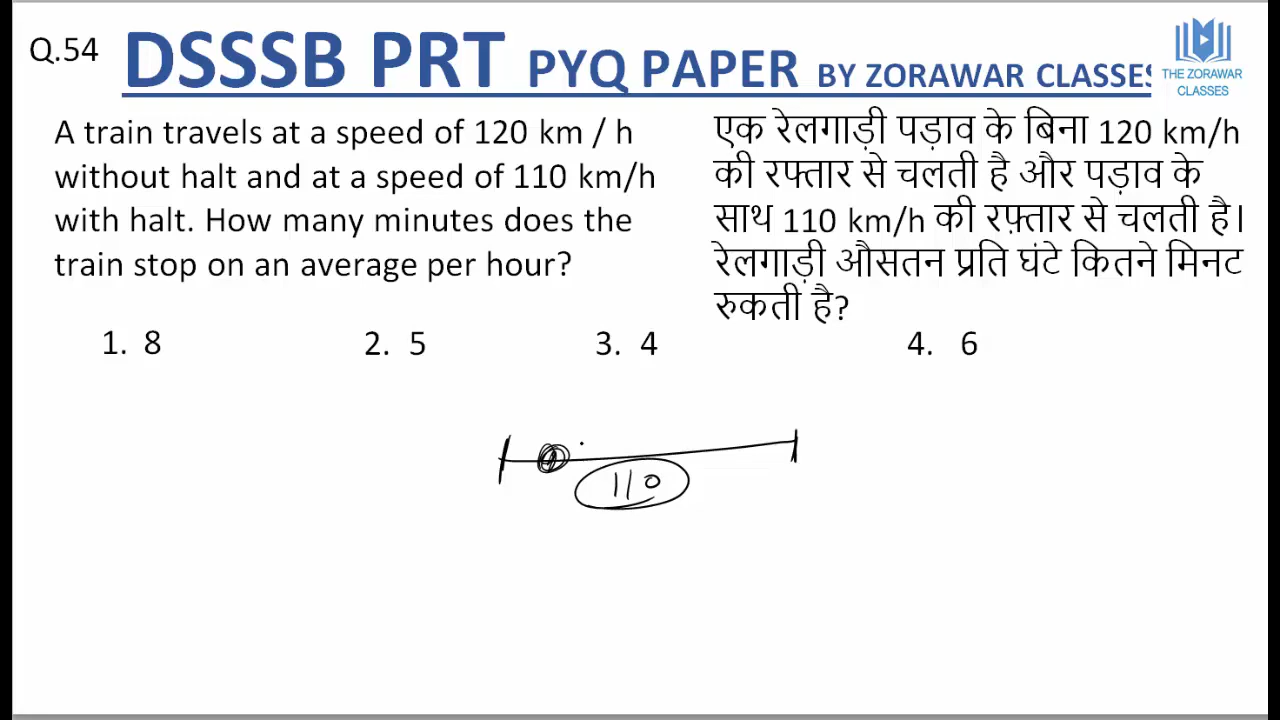 Q.54
DSSSB PRT PYQ PAPER BY ZORAWAR CLASSES
THE ZORAWAR
CLASSES
A train travels at a speed of 120 km / h
without halt and at a speed of 110 km/h
with halt. How many minutes does the
train stop on an average per hour?
एक रेलगाड़ी पड़ाव के बिना 120 km/h
की रफ्तार से चलती है और पड़ाव के
साथ 110 km/h की रफ़्तार से चलती है।
रेलगाड़ी औसतन प्रति घंटे कितने मिनट
रुकती है?
1. 8 2. 5 3. 4 4. 6
110